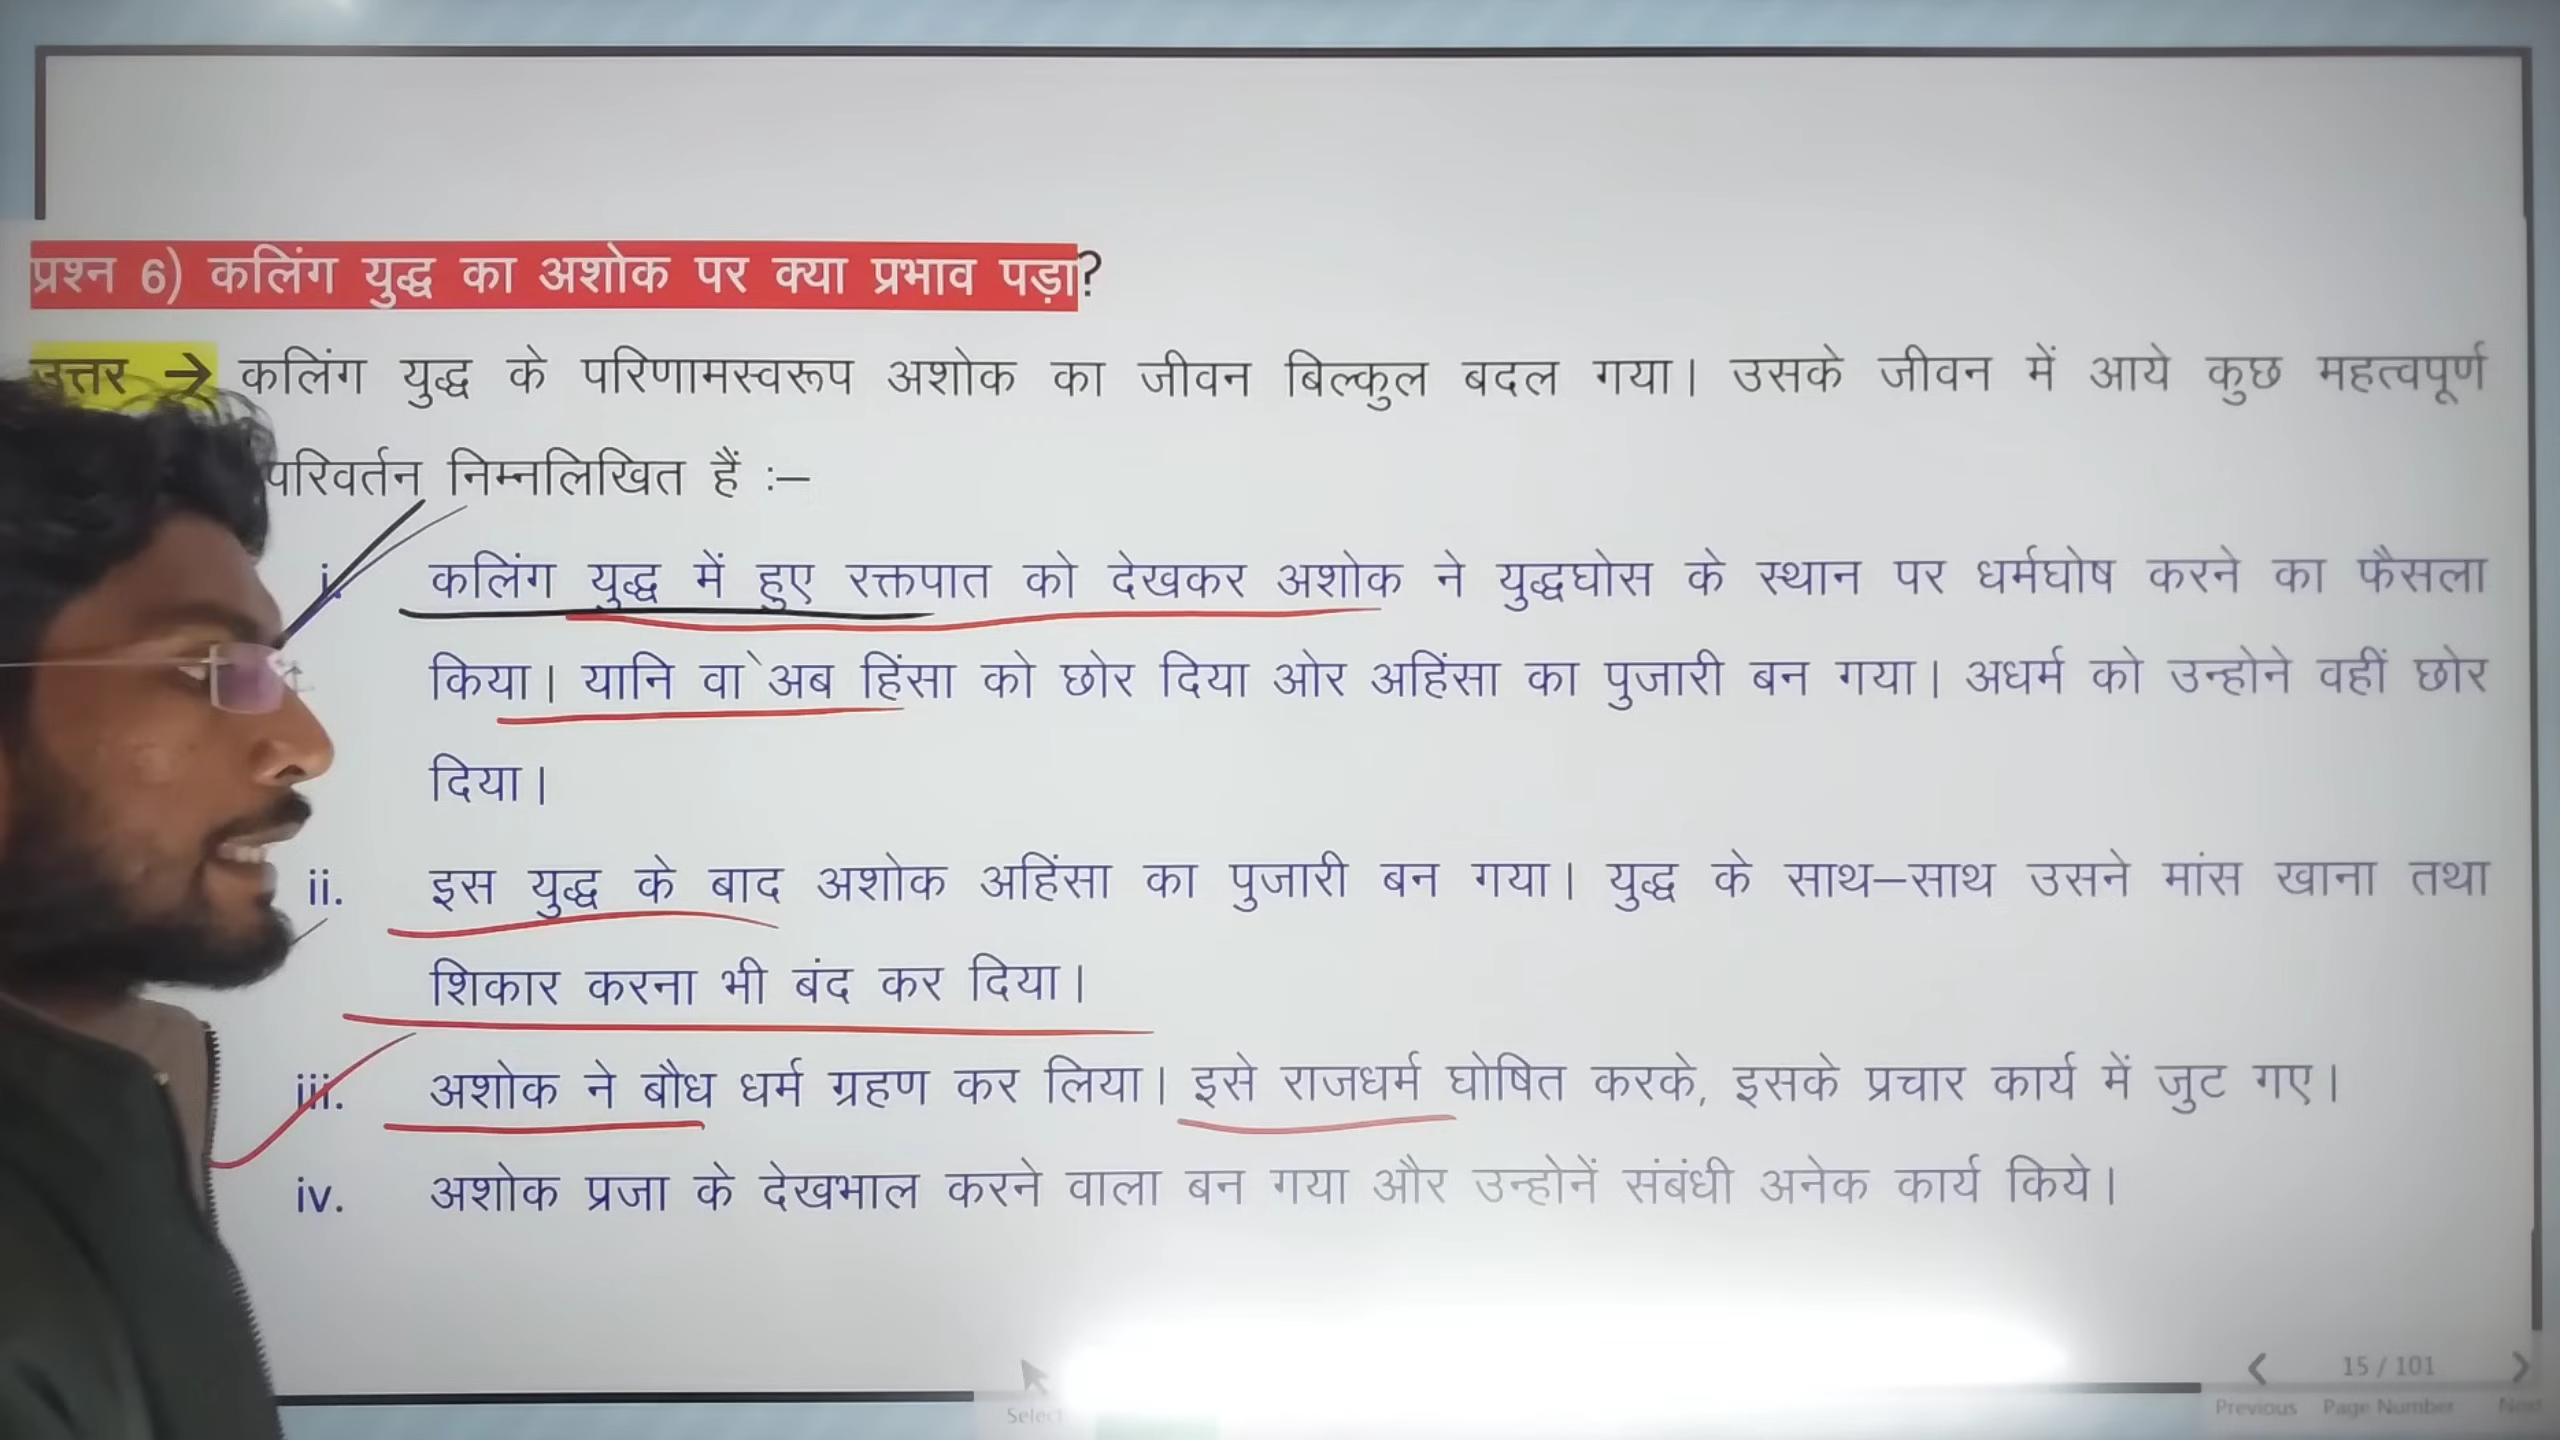 प्रश्न 6) कलिंग युद्ध का अशोक पर क्या प्रभाव पड़ा?
उत्तर → कलिंग युद्ध के परिणामस्वरूप अशोक का जीवन बिल्कुल बदल गया। उसके जीवन में आये कुछ महत्वपूर्ण
परिवर्तन निम्नलिखित हैं :–
i. कलिंग युद्ध में हुए रक्तपात को देखकर अशोक ने युद्धघोस के स्थान पर धर्मघोष करने का फैसला
किया। यानि वा`अब हिंसा को छोर दिया ओर अहिंसा का पुजारी बन गया। अधर्म को उन्होने वहीं छोर
दिया।
ii. इस युद्ध के बाद अशोक अहिंसा का पुजारी बन गया। युद्ध के साथ–साथ उसने मांस खाना तथा
शिकार करना भी बंद कर दिया।
iii. अशोक ने बौध धर्म ग्रहण कर लिया। इसे राजधर्म घोषित करके, इसके प्रचार कार्य में जुट गए।
iv. अशोक प्रजा के देखभाल करने वाला बन गया और उन्होनें संबंधी अनेक कार्य किये।
15 / 101
Select Previous Page Number Next